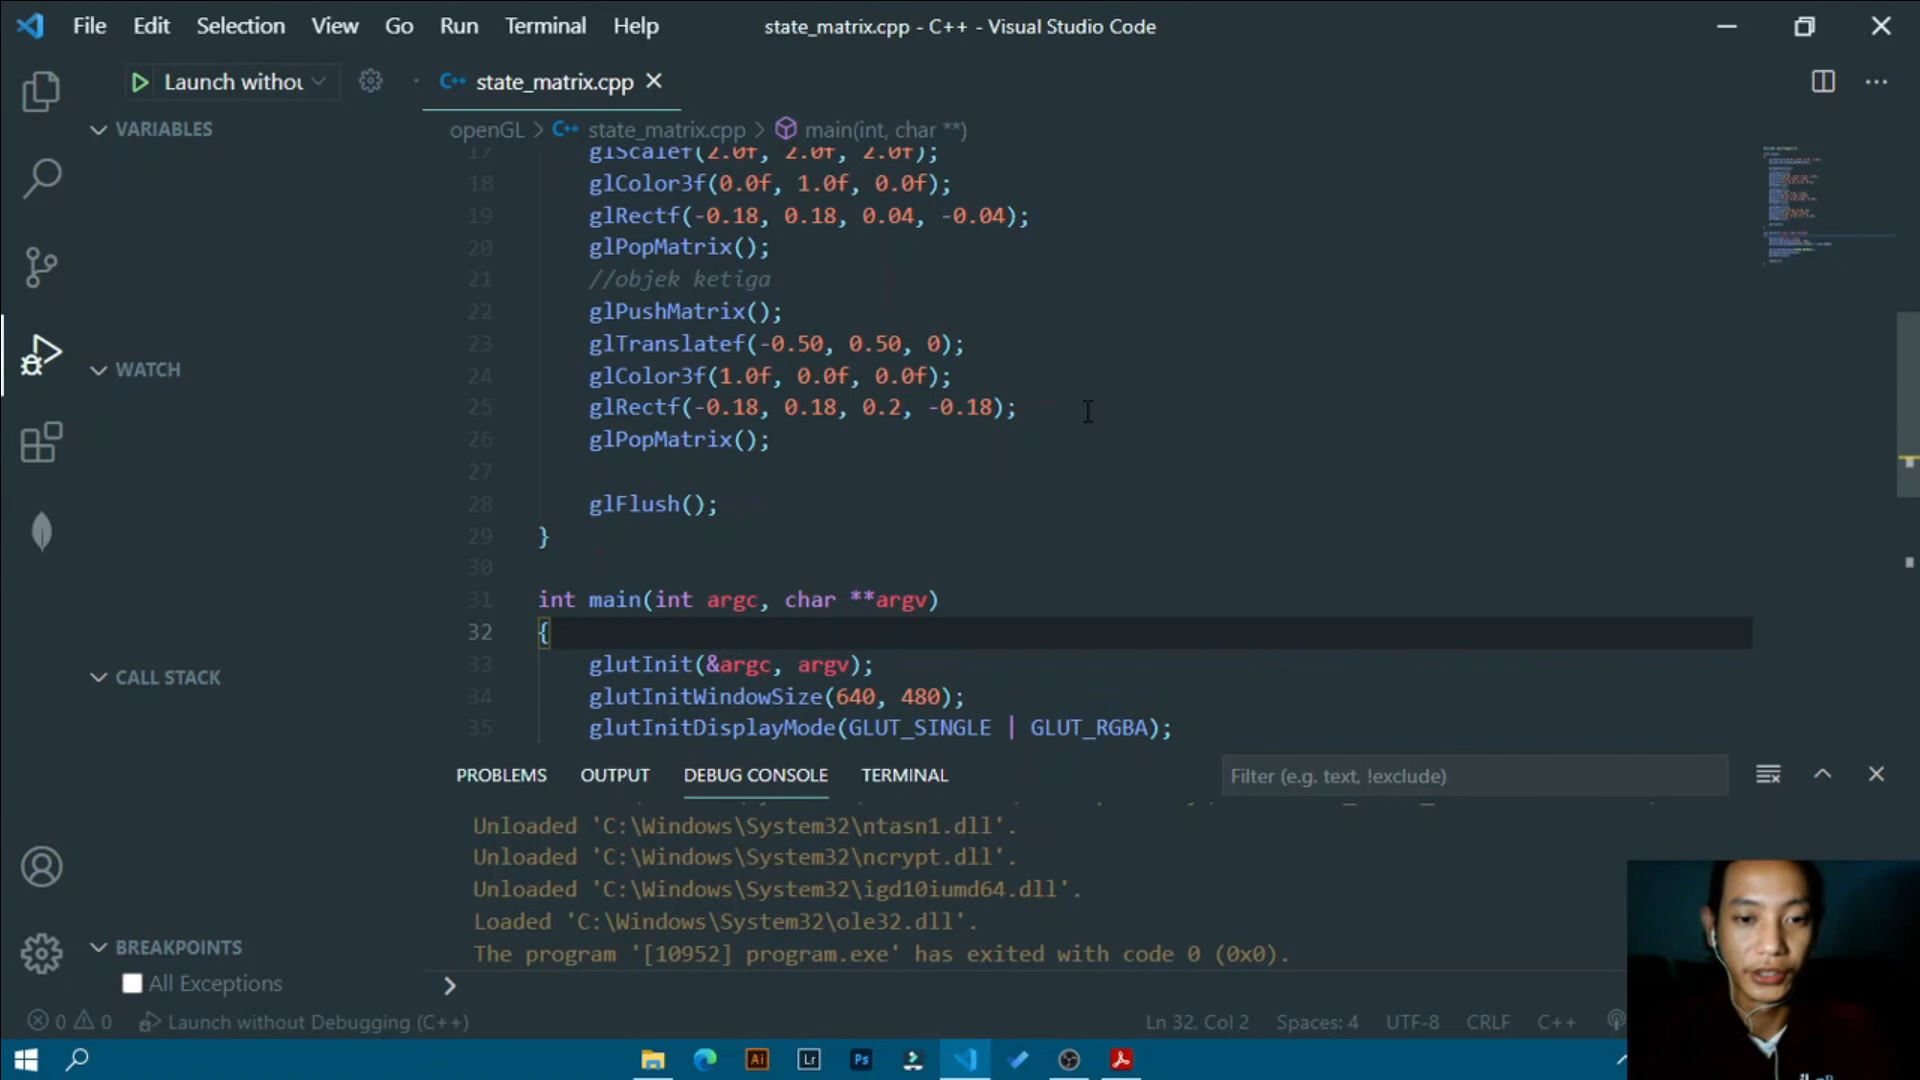 File Edit Selection View Go Run Terminal Help
state_matrix.cpp - C++ - Visual Studio Code
Launch withou
state_matrix.cpp
VARIABLES
openGL > state_matrix.cpp > main(int, char **)
17 glScalef(2.0f, 2.0f, 2.0f);
18 glColor3f(0.0f, 1.0f, 0.0f);
19 glRectf(-0.18, 0.18, 0.04, -0.04);
20 glPopMatrix();
21 //objek ketiga
22 glPushMatrix();
23 glTranslatef(-0.50, 0.50, 0);
24 glColor3f(1.0f, 0.0f, 0.0f);
25 glRectf(-0.18, 0.18, 0.2, -0.18);
26 glPopMatrix();
27
28 glFlush();
29 }
30
31 int main(int argc, char **argv)
32 {
33 glutInit(&argc, argv);
34 glutInitWindowSize(640, 480);
35 glutInitDisplayMode(GLUT_SINGLE | GLUT_RGBA);
WATCH
CALL STACK
BREAKPOINTS
All Exceptions
PROBLEMS OUTPUT DEBUG CONSOLE TERMINAL
Filter (e.g. text, !exclude)
Unloaded 'C:\Windows\System32\ntasn1.dll'.
Unloaded 'C:\Windows\System32\ncrypt.dll'.
Unloaded 'C:\Windows\System32\igd10iumd64.dll'.
Loaded 'C:\Windows\System32\ole32.dll'.
The program '[10952] program.exe' has exited with code 0 (0x0).
0 0 Launch without Debugging (C++)
Ln 32, Col 2 Spaces: 4 UTF-8 CRLF C++
Ai Lr Ps